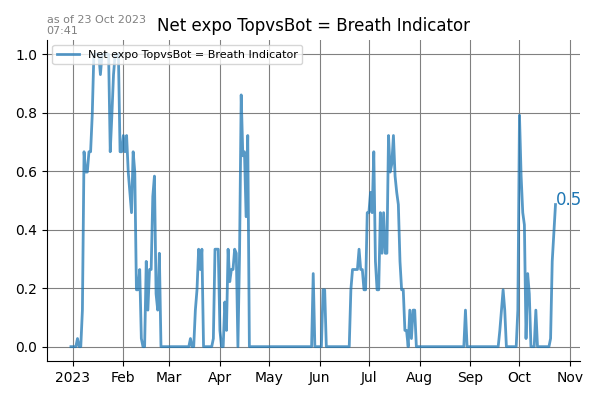 as of 23 Oct 2023
07:41
Net expo TopvsBot = Breath Indicator
Net expo TopvsBot = Breath Indicator
1.0
0.8
0.6
0.4
0.2
0.0
0.5
2023 Feb Mar Apr May Jun Jul Aug Sep Oct Nov